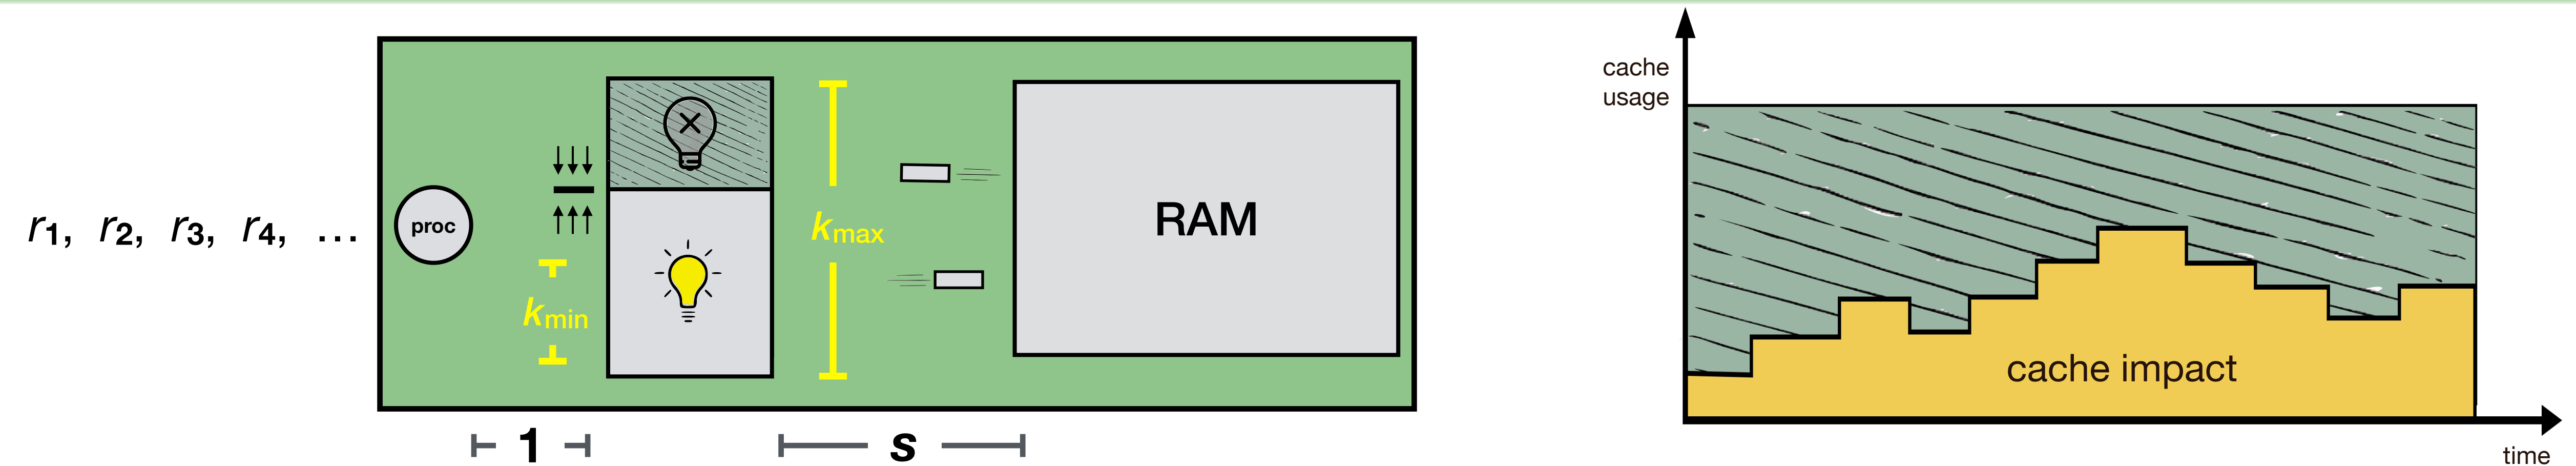 r1, r2, r3, r4, ...
proc
kmin
kmax
RAM
1
s
cache
usage
cache impact
time